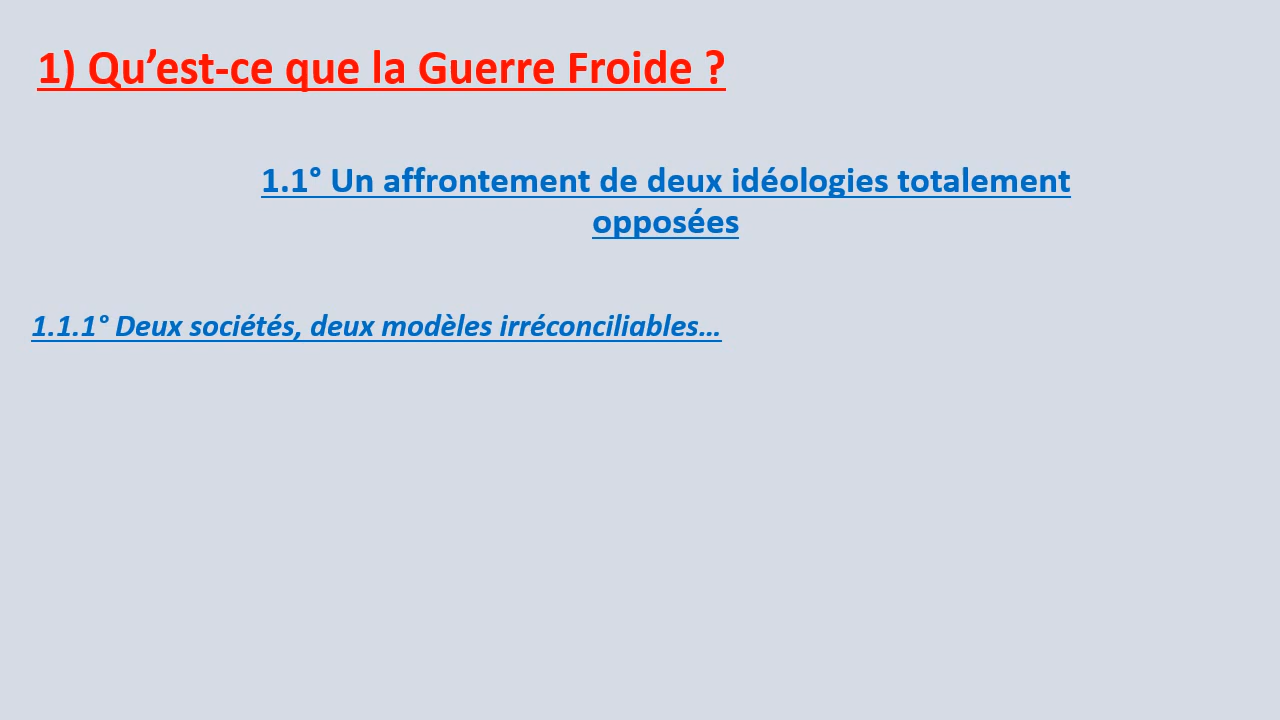 1) Qu’est-ce que la Guerre Froide ?
1.1° Un affrontement de deux idéologies totalement
opposées
1.1.1° Deux sociétés, deux modèles irréconciliables…